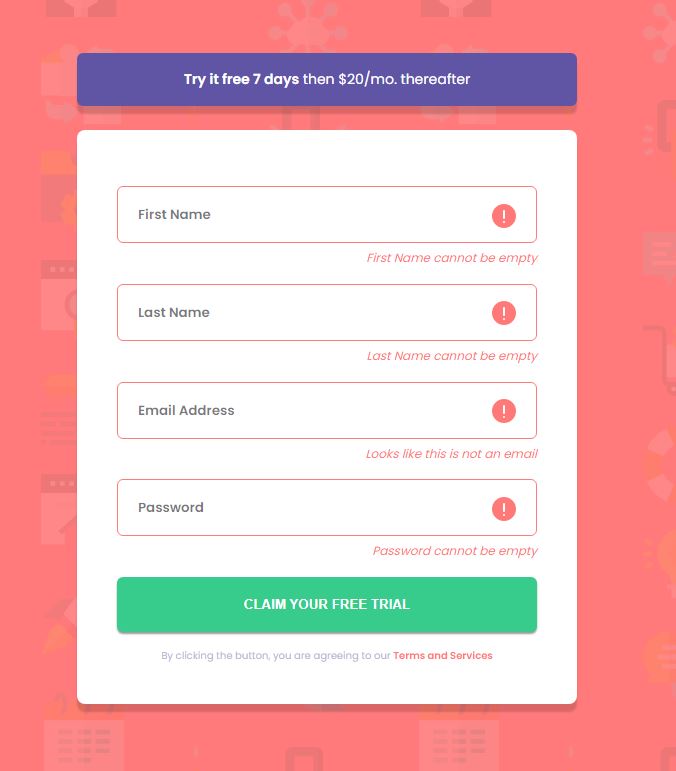 Try it free 7 days then $20/mo. thereafter
First Name
First Name cannot be empty
Last Name
Last Name cannot be empty
Email Address
Looks like this is not an email
Password
Password cannot be empty
CLAIM YOUR FREE TRIAL
By clicking the button, you are agreeing to our Terms and Services